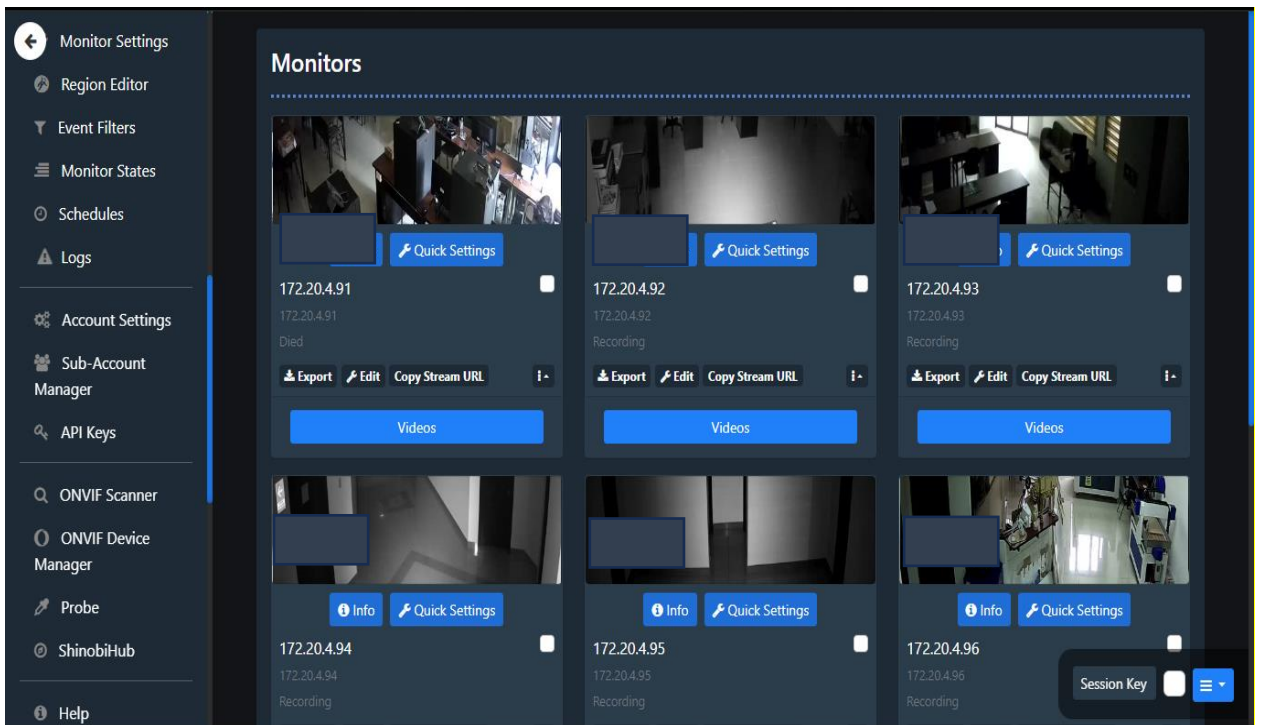 Monitor Settings
Region Editor
Event Filters
Monitor States
Schedules
Logs
Account Settings
Sub-Account
Manager
API Keys
ONVIF Scanner
ONVIF Device
Manager
Probe
ShinobiHub
Help
Monitors
Quick Settings
Quick Settings
Quick Settings
172.20.4.91
172.20.4.92
172.20.4.93
172.20.4.91
172.20.4.92
172.20.4.93
Died
Recording
Recording
Export Edit Copy Stream URL
Export Edit Copy Stream URL
Export Edit Copy Stream URL
Videos
Videos
Videos
Info Quick Settings
Info Quick Settings
Info Quick Settings
172.20.4.94
172.20.4.95
172.20.4.96
172.20.4.94
172.20.4.95
172.20.4.96
Recording
Recording
Recording
Session Key